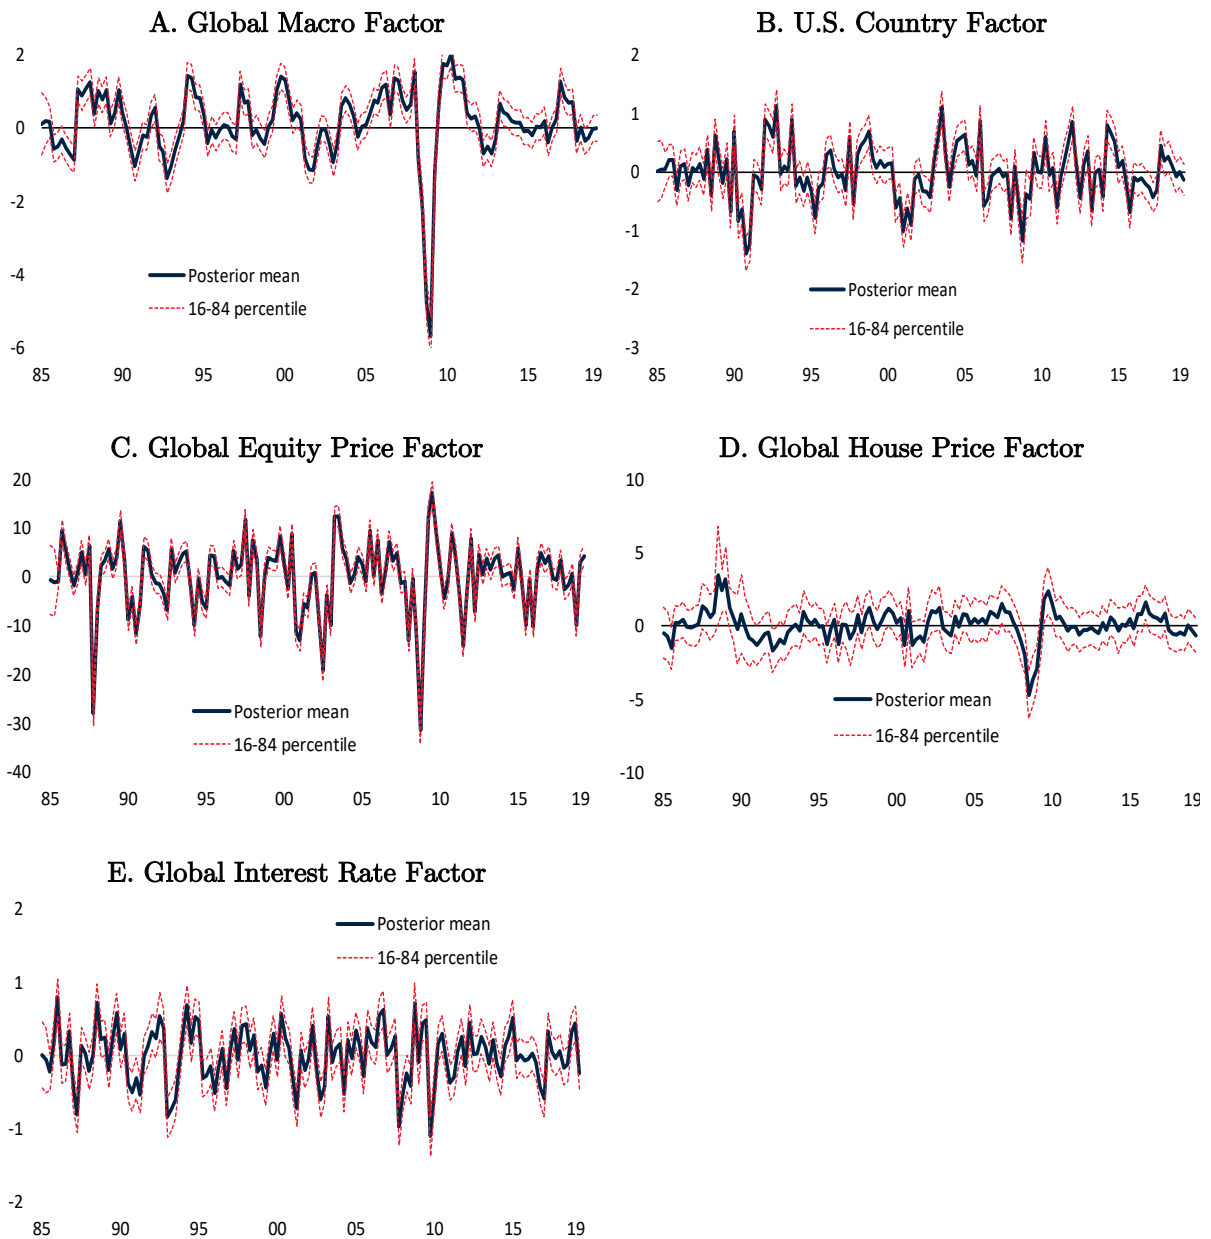 A. Global Macro Factor
2
0
-2
-4
-6
Posterior mean
16-84 percentile
85 90 95 00 05 10 15 19
B. U.S. Country Factor
2
1
0
-1
-2
-3
Posterior mean
16-84 percentile
85 90 95 00 05 10 15 19
C. Global Equity Price Factor
20
10
0
-10
-20
-30
-40
Posterior mean
16-84 percentile
85 90 95 00 05 10 15 19
D. Global House Price Factor
10
5
0
-5
-10
Posterior mean
16-84 percentile
85 90 95 00 05 10 15 19
E. Global Interest Rate Factor
2
1
0
-1
-2
Posterior mean
16-84 percentile
85 90 95 00 05 10 15 19